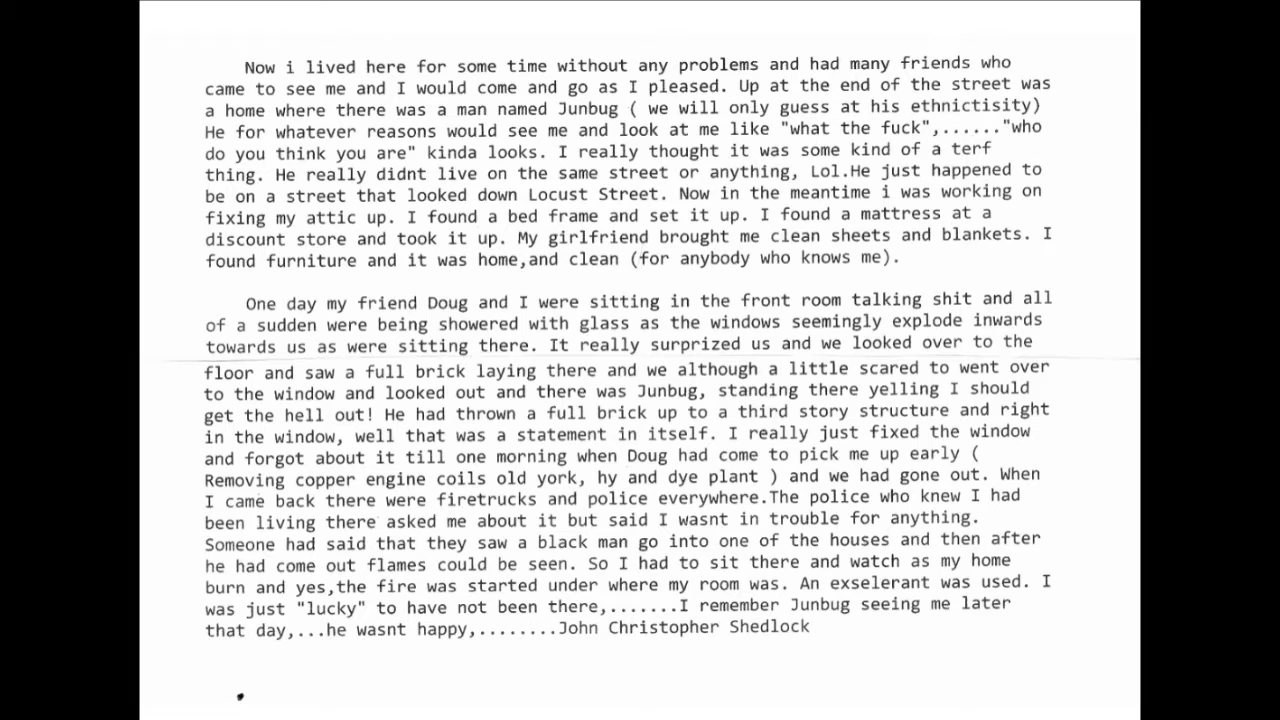 Now i lived here for some time without any problems and had many friends who
came to see me and I would come and go as I pleased. Up at the end of the street was
a home where there was a man named Junbug ( we will only guess at his ethnictisity)
He for whatever reasons would see me and look at me like "what the fuck",......"who
do you think you are" kinda looks. I really thought it was some kind of a terf
thing. He really didnt live on the same street or anything, Lol.He just happened to
be on a street that looked down Locust Street. Now in the meantime i was working on
fixing my attic up. I found a bed frame and set it up. I found a mattress at a
discount store and took it up. My girlfriend brought me clean sheets and blankets. I
found furniture and it was home,and clean (for anybody who knows me).
One day my friend Doug and I were sitting in the front room talking shit and all
of a sudden were being showered with glass as the windows seemingly explode inwards
towards us as were sitting there. It really surprized us and we looked over to the
floor and saw a full brick laying there and we although a little scared to went over
to the window and looked out and there was Junbug, standing there yelling I should
get the hell out! He had thrown a full brick up to a third story structure and right
in the window, well that was a statement in itself. I really just fixed the window
and forgot about it till one morning when Doug had come to pick me up early (
Removing copper engine coils old york, hy and dye plant ) and we had gone out. When
I came back there were firetrucks and police everywhere.The police who knew I had
been living there asked me about it but said I wasnt in trouble for anything.
Someone had said that they saw a black man go into one of the houses and then after
he had come out flames could be seen. So I had to sit there and watch as my home
burn and yes,the fire was started under where my room was. An exselerant was used. I
was just "lucky" to have not been there,.......I remember Junbug seeing me later
that day,...he wasnt happy,........John Christopher Shedlock